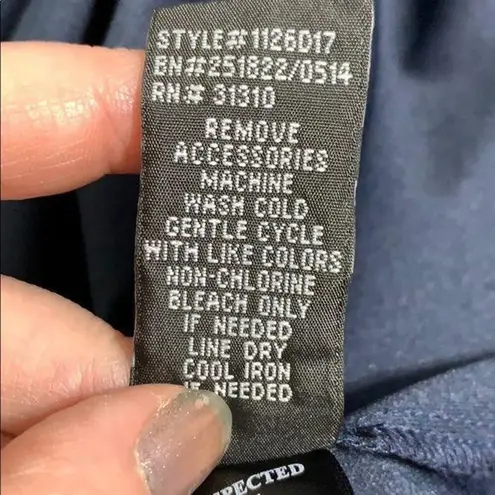 STYLE# 1126D17
BN#251822/0514
RN# 31310
REMOVE
ACCESSORIES
MACHINE
WASH COLD
GENTLE CYCLE
WITH LIKE COLORS
NON-CHLORINE
BLEACH ONLY
IF NEEDED
LINE DRY
COOL IRON
IF NEEDED